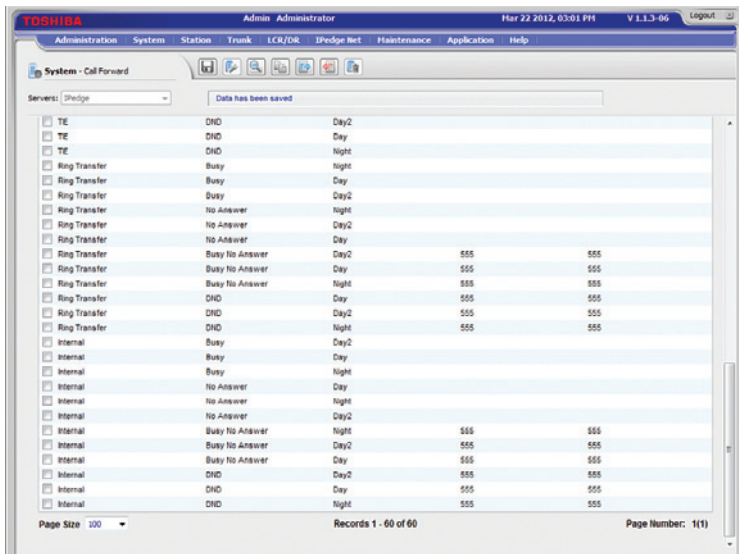 TOSHIBA Admin Administrator Mar 22 2012, 03:01 PM V 1.1.3-06 Logout
Administration System Station Trunk LCR/DR IPedge Net Maintenance Application Help
System - Call Forward
Servers: IPedge Data has been saved
TIE DND Day2
TIE DND Day
TIE DND Night
Ring Transfer Busy Night
Ring Transfer Busy Day
Ring Transfer Busy Day2
Ring Transfer No Answer Night
Ring Transfer No Answer Day2
Ring Transfer No Answer Day
Ring Transfer Busy No Answer Day2 555 555
Ring Transfer Busy No Answer Day 555 555
Ring Transfer Busy No Answer Night 555 555
Ring Transfer DND Day 555 555
Ring Transfer DND Day2 555 555
Ring Transfer DND Night 555 555
Internal Busy Day2
Internal Busy Day
Internal Busy Night
Internal No Answer Day
Internal No Answer Night
Internal No Answer Day2
Internal Busy No Answer Night 555 555
Internal Busy No Answer Day2 555 555
Internal Busy No Answer Day 555 555
Internal DND Day2 555 555
Internal DND Day 555 555
Internal DND Night 555 555
Page Size 100 Records 1 - 60 of 60 Page Number: 1(1)